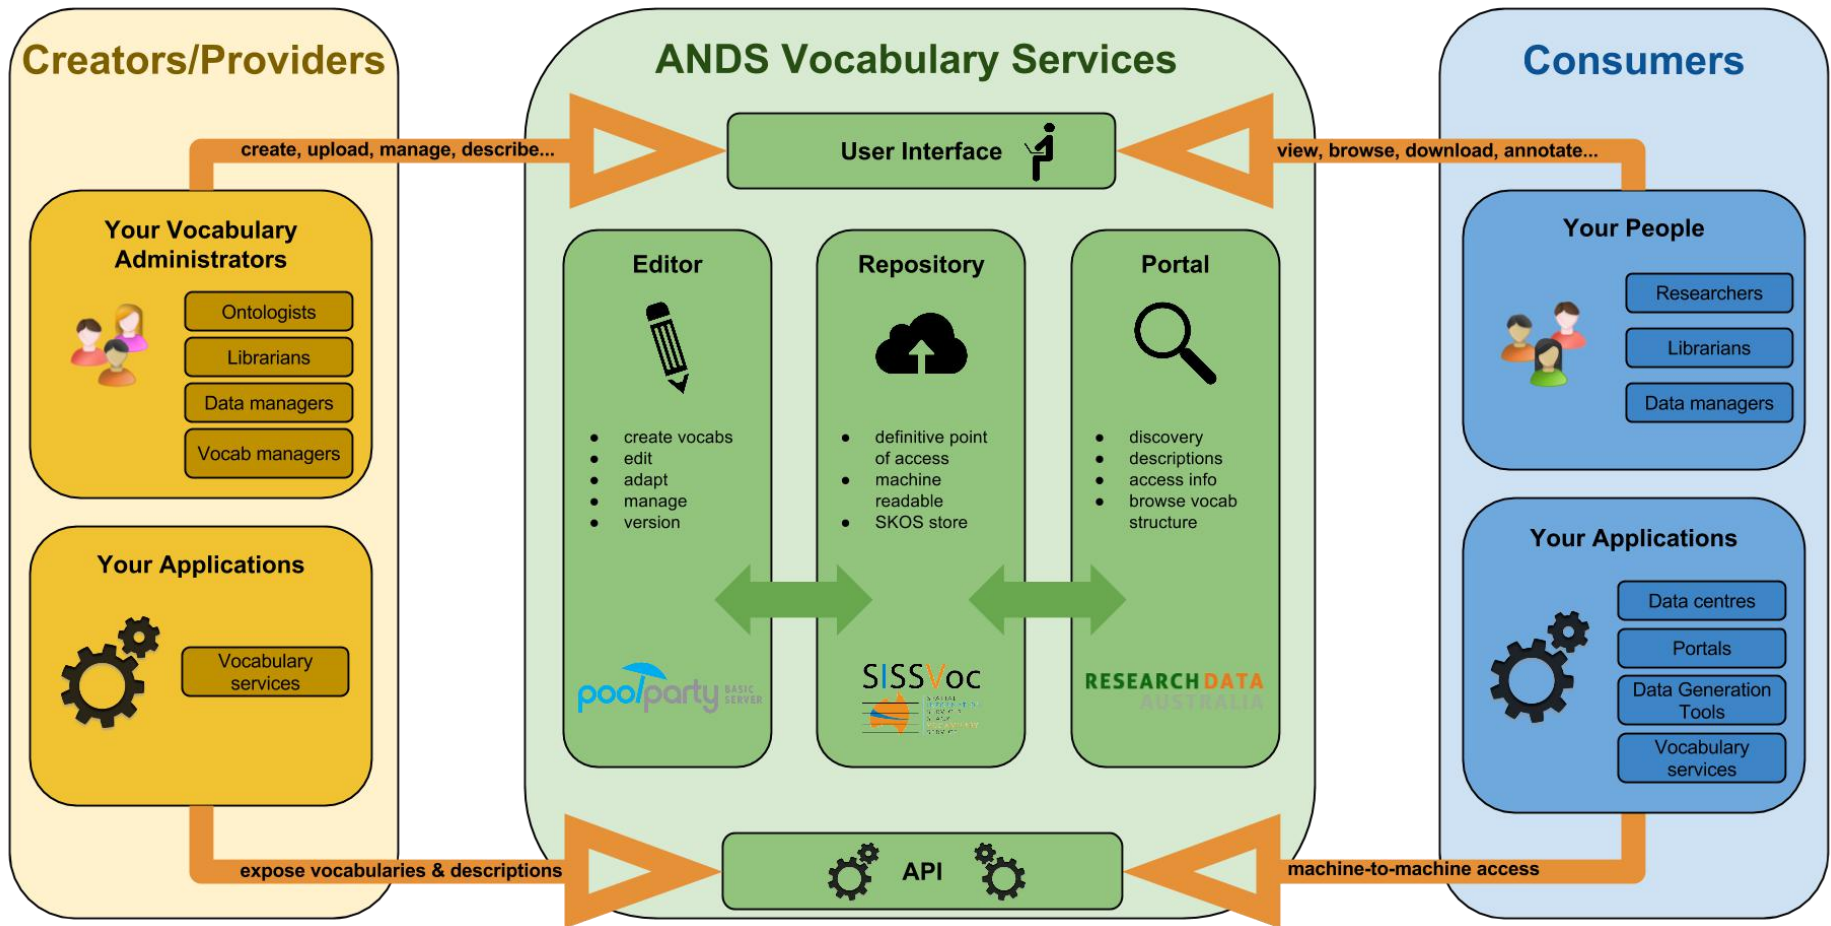 Creators/Providers
ANDS Vocabulary Services
Consumers
create, upload, manage, describe...
User Interface
view, browse, download, annotate...
Your Vocabulary
Administrators
Ontologists
Librarians
Data managers
Vocab managers
Your Applications
Vocabulary
services
expose vocabularies & descriptions
Editor
● create vocabs
● edit
● adapt
● manage
● version
poolparty BASIC
SERVER
Repository
● definitive point
of access
● machine
readable
● SKOS store
SISSVoc
Portal
● discovery
● descriptions
● access info
● browse vocab
structure
RESEARCH DATA
AUSTRALIA
API
Your People
Researchers
Librarians
Data managers
Your Applications
Data centres
Portals
Data Generation
Tools
Vocabulary
services
machine-to-machine access